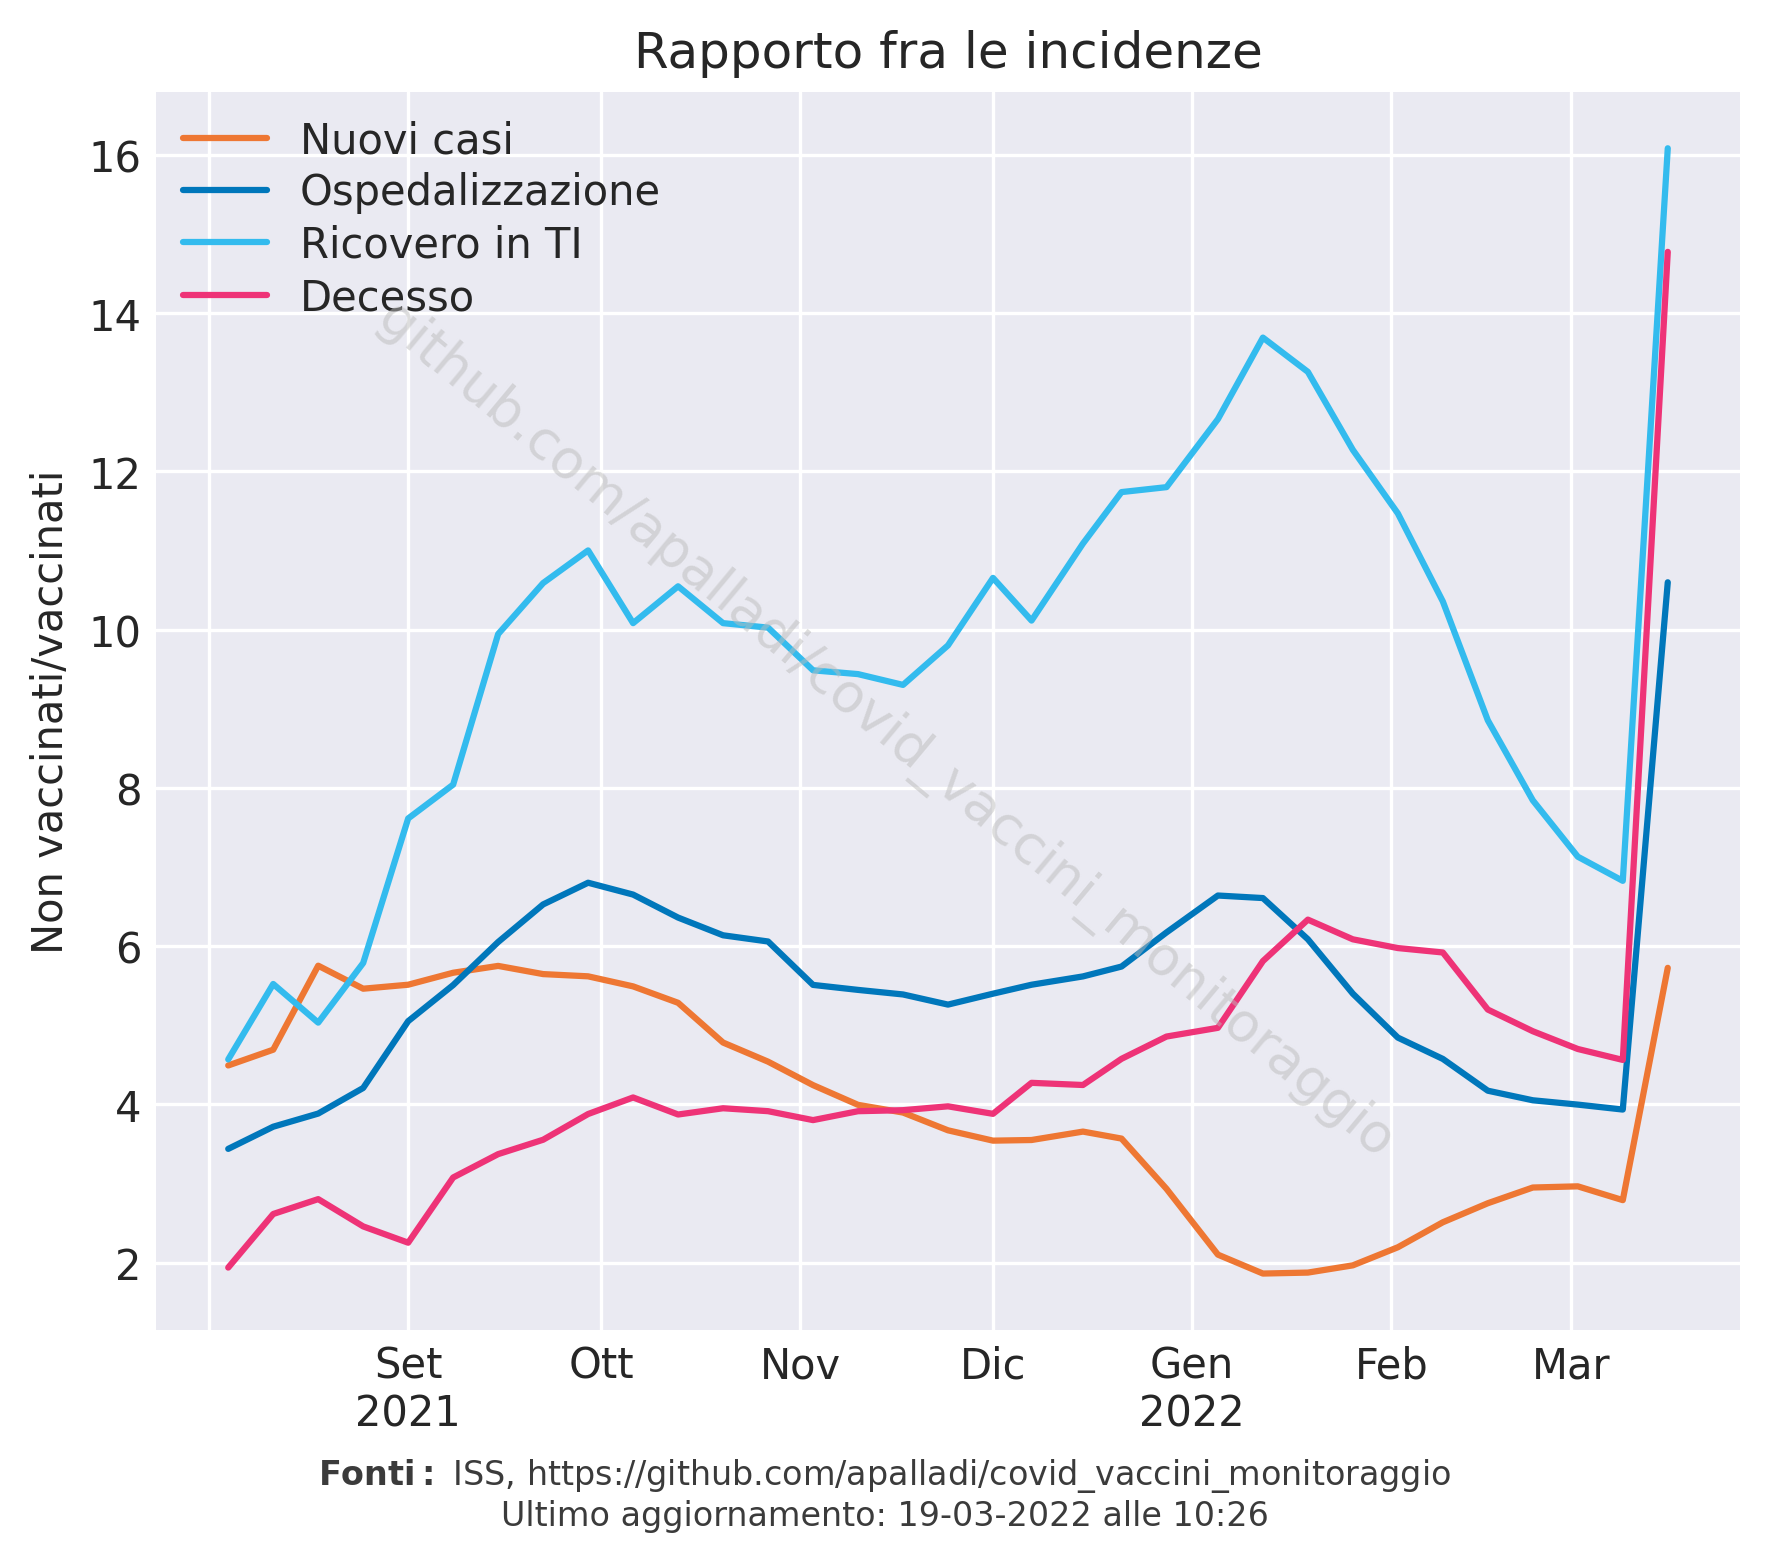 Rapporto fra le incidenze
Nuovi casi
Ospedalizzazione
Ricovero in TI
Decesso
16
14
12
10
8
6
4
2
Non vaccinati/vaccinati
github.com/apalladi/covid_vaccini_monitoraggio
Set Ott Nov Dic Gen Feb Mar
2021 2022
Fonti: ISS, https://github.com/apalladi/covid_vaccini_monitoraggio
Ultimo aggiornamento: 19-03-2022 alle 10:26